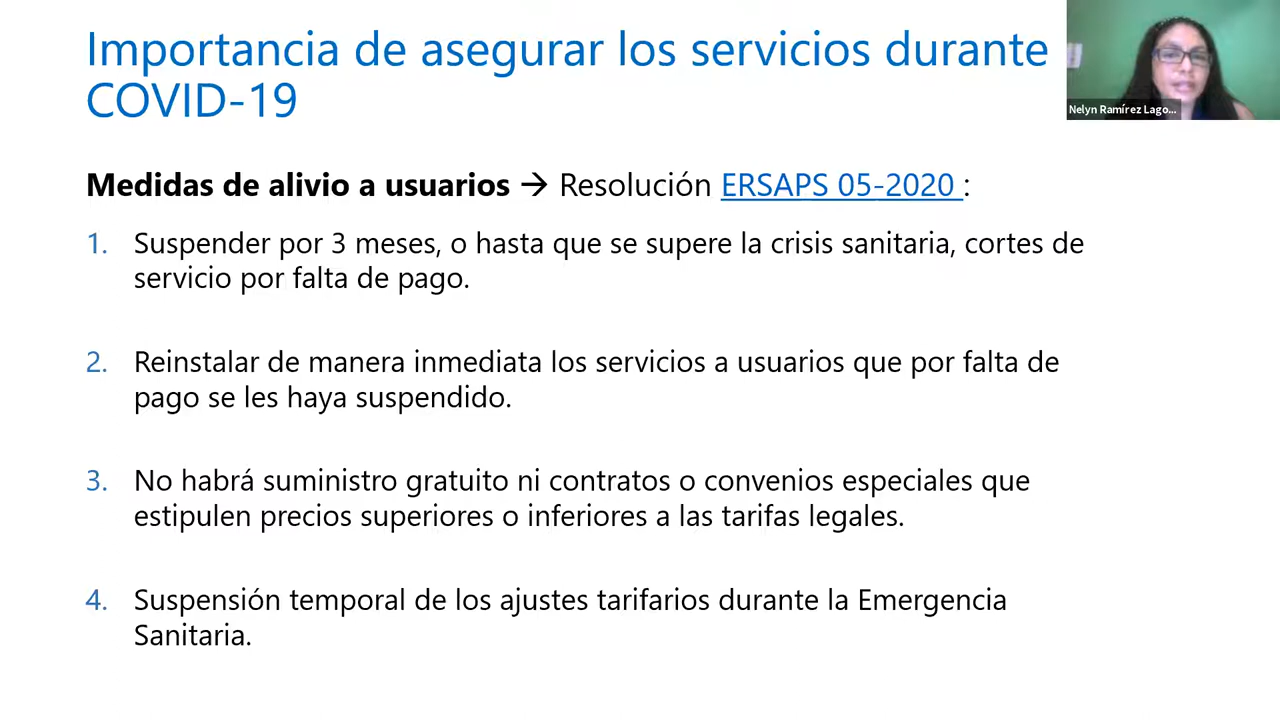 Importancia de asegurar los servicios durante
COVID-19
Nelyn Ramírez Lago...
Medidas de alivio a usuarios → Resolución ERSAPS 05-2020 :
1. Suspender por 3 meses, o hasta que se supere la crisis sanitaria, cortes de
servicio por falta de pago.
2. Reinstalar de manera inmediata los servicios a usuarios que por falta de
pago se les haya suspendido.
3. No habrá suministro gratuito ni contratos o convenios especiales que
estipulen precios superiores o inferiores a las tarifas legales.
4. Suspensión temporal de los ajustes tarifarios durante la Emergencia
Sanitaria.